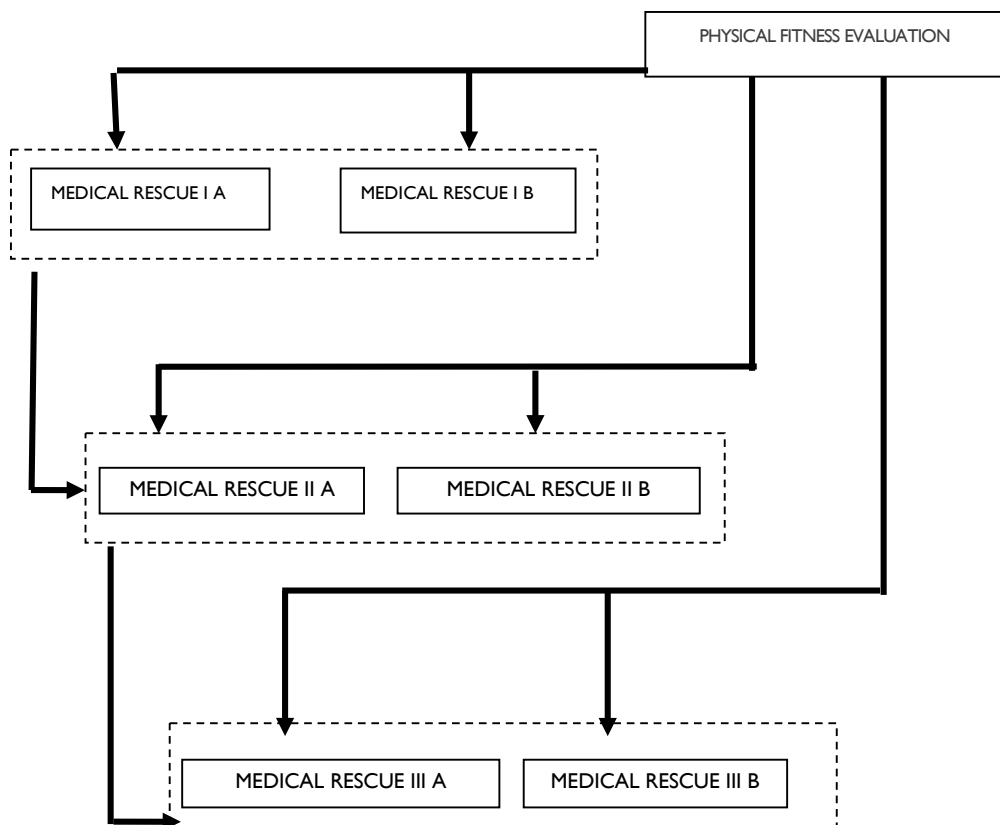 PHYSICAL FITNESS EVALUATION
MEDICAL RESCUE I A
MEDICAL RESCUE I B
MEDICAL RESCUE II A
MEDICAL RESCUE II B
MEDICAL RESCUE III A
MEDICAL RESCUE III B